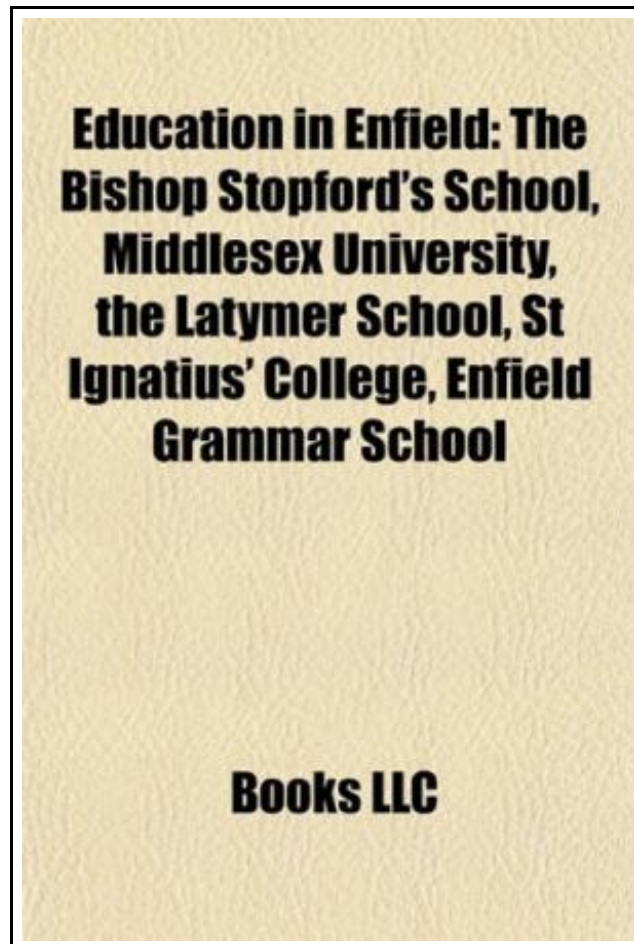 Education in Enfield: The
Bishop Stopford's School,
Middlesex University,
the Latymer School, St
Ignatius' College, Enfield
Grammar School
Books LLC